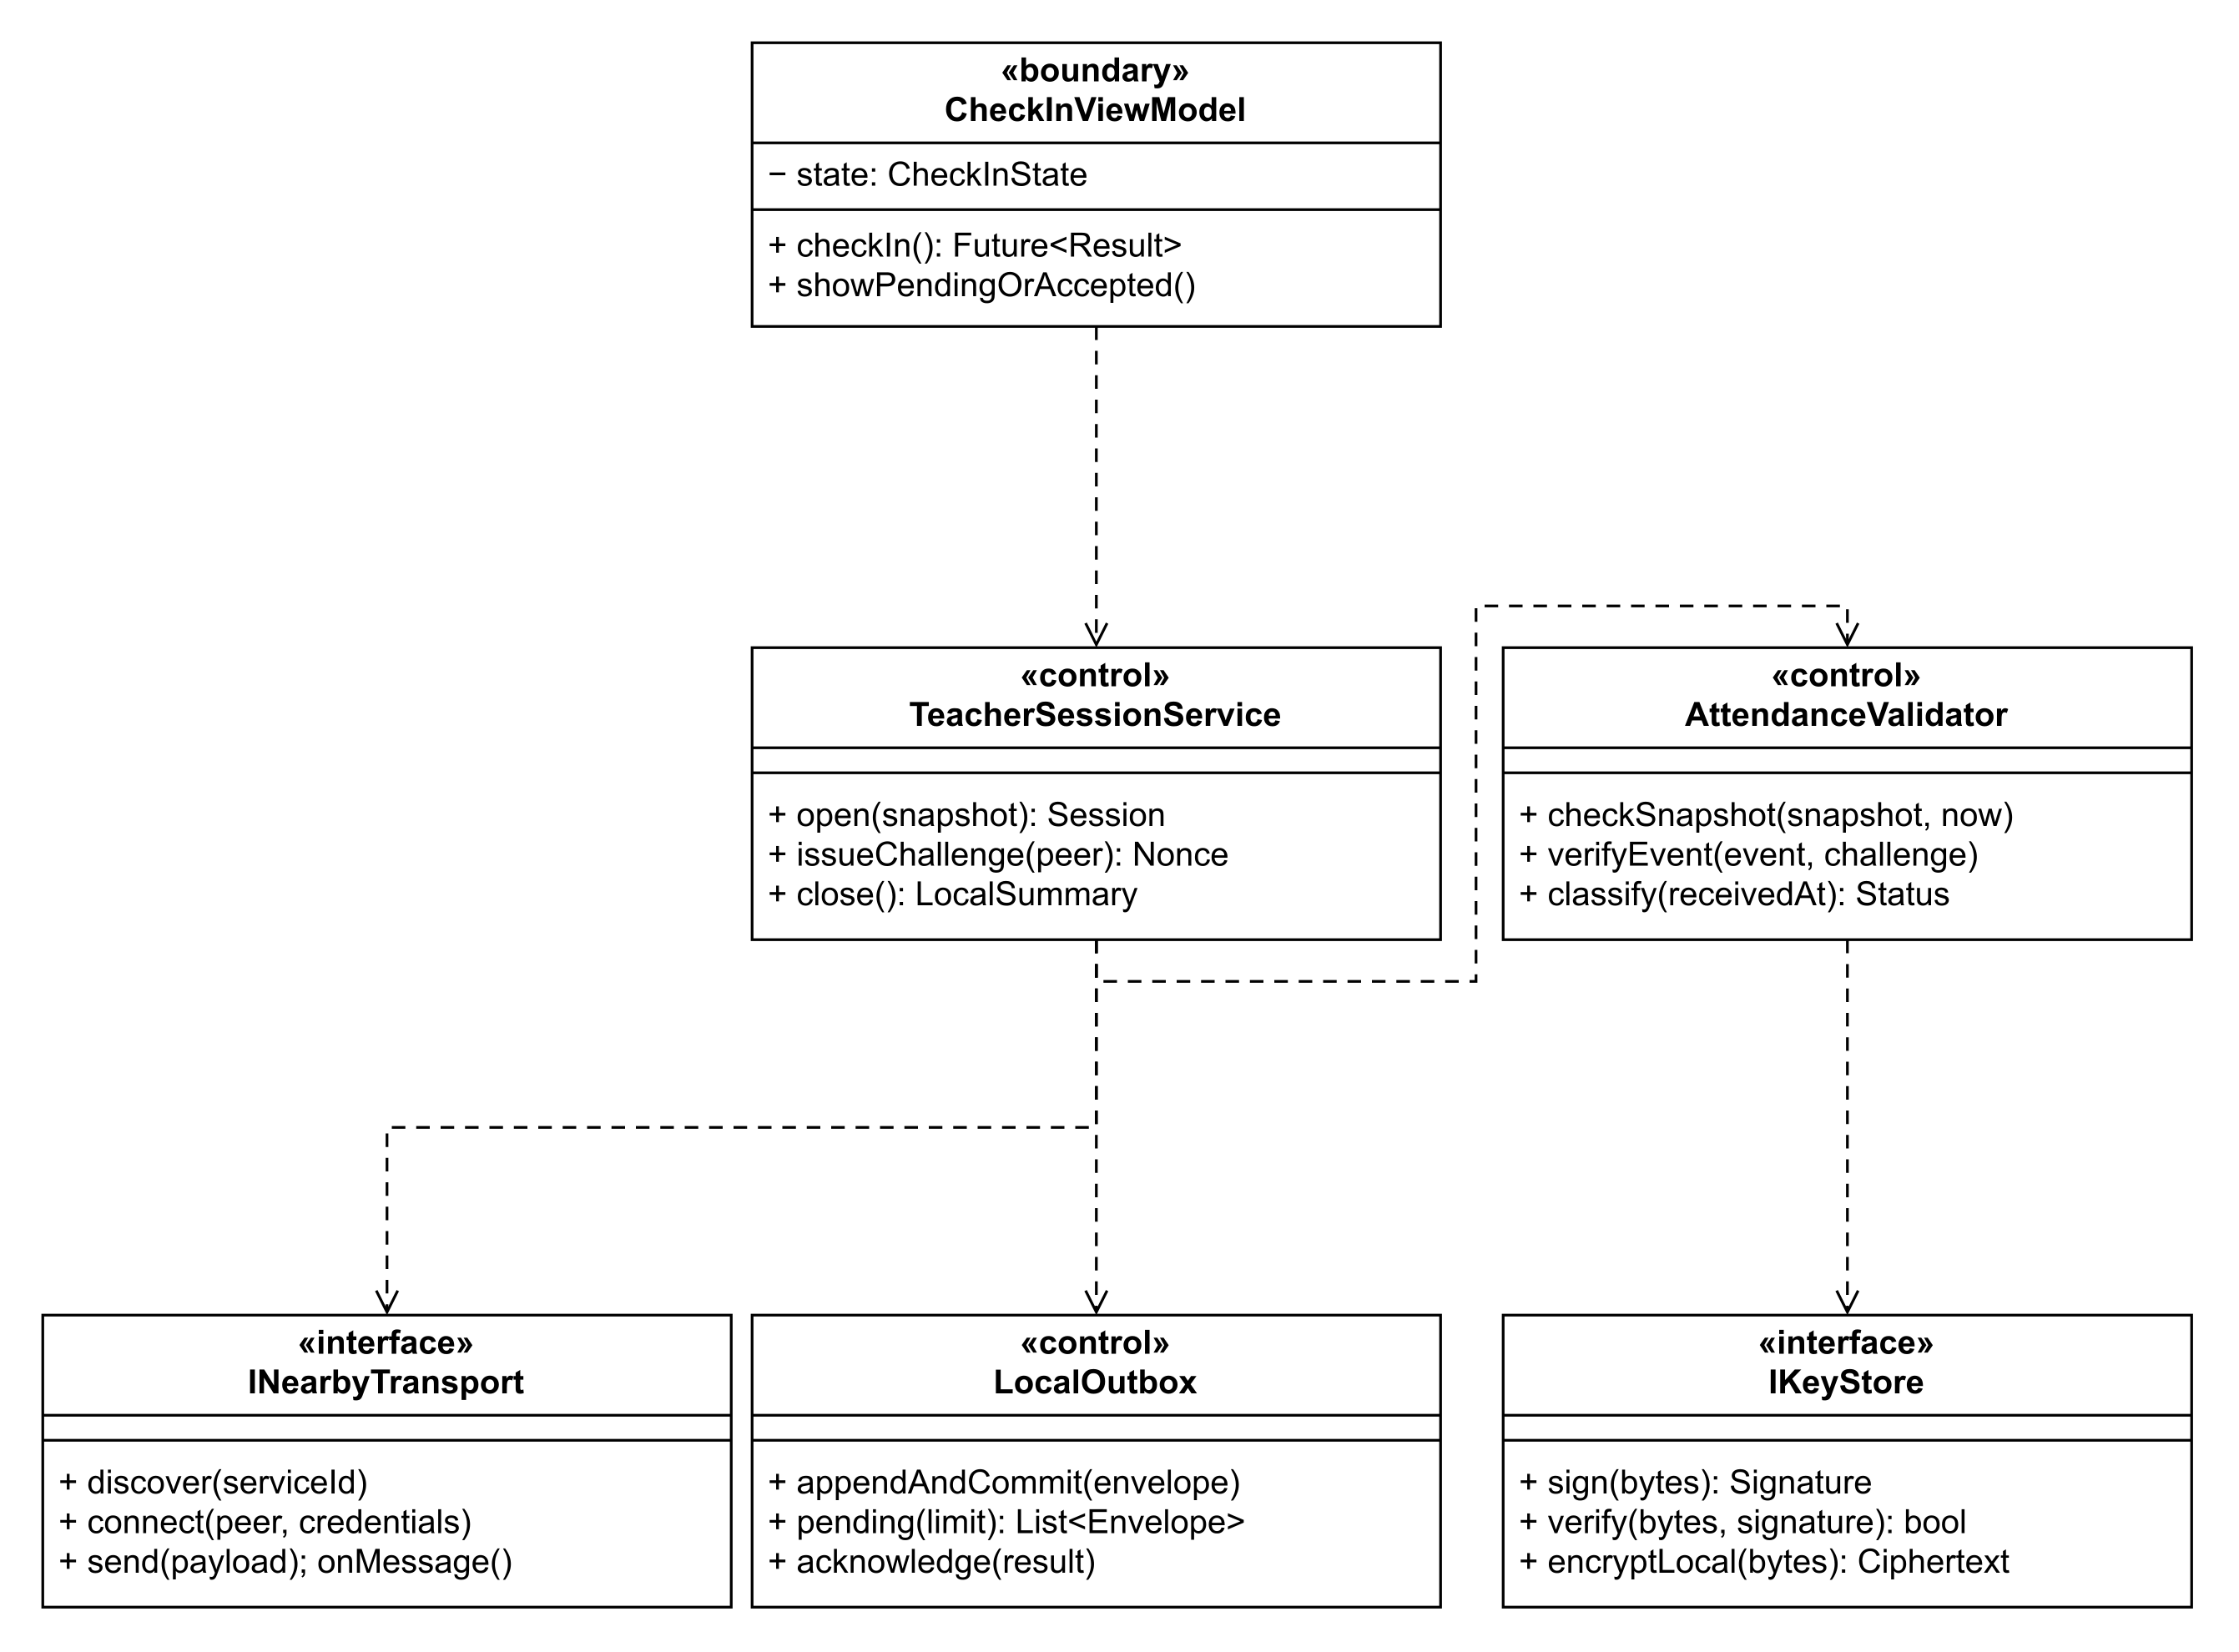 «boundary»
CheckInViewModel
− state: CheckInState
+ checkIn(): Future<Result>
+ showPendingOrAccepted()
«control»
TeacherSessionService
+ open(snapshot): Session
+ issueChallenge(peer): Nonce
+ close(): LocalSummary
«control»
AttendanceValidator
+ checkSnapshot(snapshot, now)
+ verifyEvent(event, challenge)
+ classify(receivedAt): Status
«interface»
INearbyTransport
+ discover(serviceId)
+ connect(peer, credentials)
+ send(payload); onMessage()
«control»
LocalOutbox
+ appendAndCommit(envelope)
+ pending(limit): List<Envelope>
+ acknowledge(result)
«interface»
IKeyStore
+ sign(bytes): Signature
+ verify(bytes, signature): bool
+ encryptLocal(bytes): Ciphertext